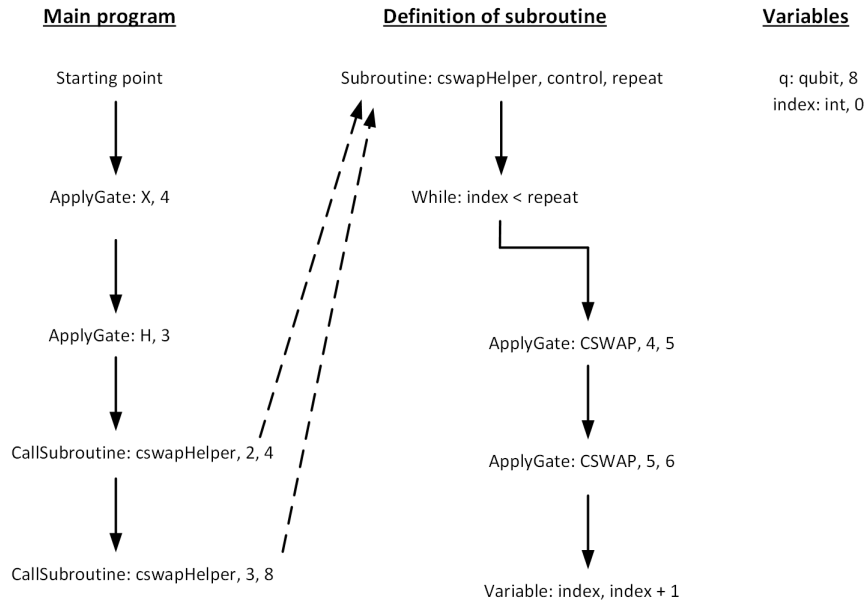 Main program
Starting point
ApplyGate: X, 4
ApplyGate: H, 3
CallSubroutine: cswapHelper, 2, 4
CallSubroutine: cswapHelper, 3, 8
Definition of subroutine
Subroutine: cswapHelper, control, repeat
While: index < repeat
ApplyGate: CSWAP, 4, 5
ApplyGate: CSWAP, 5, 6
Variable: index, index + 1
Variables
q: qubit, 8
index: int, 0